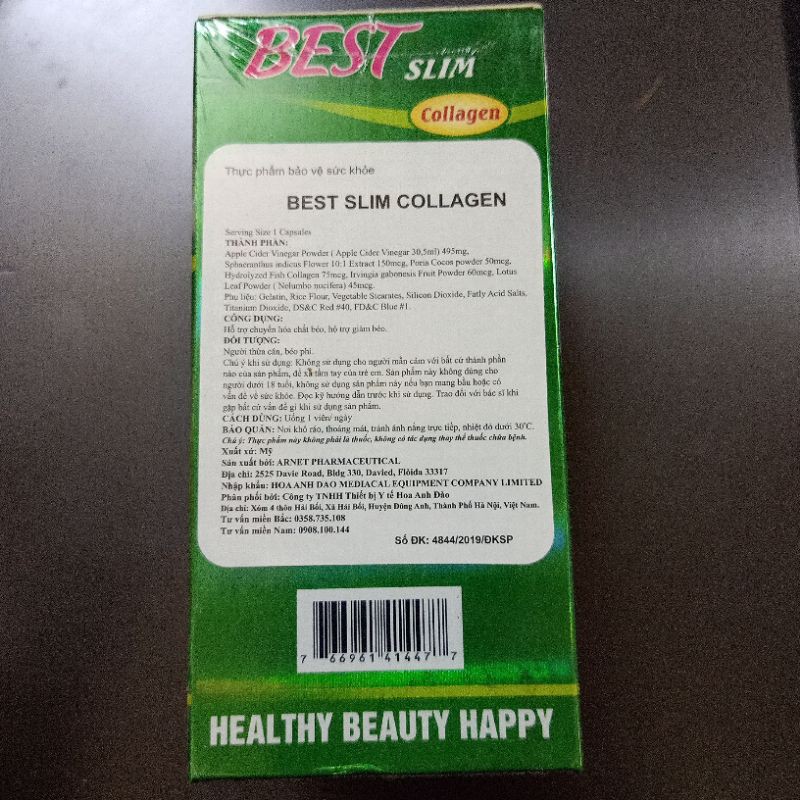 BEST
SLIM
Collagen
Thực phẩm bảo vệ sức khỏe
BEST SLIM COLLAGEN
Serving Size 1 Capsules
THÀNH PHẦN:
Apple Cider Vinegar Powder ( Apple Cider Vinegar 30,5ml) 495mg,
Sphaeranthus indicus Flower 10:1 Extract 150mcg, Poria Cocos powder 50mcg,
Hydrolyzed Fish Collagen 75mcg, Irvingia gabonesis Fruit Powder 60mcg, Lotus
Leaf Powder ( Nelumbo nucifera) 45mcg.
Phụ liệu: Gelatin, Rice Flour, Vegetable Stearates, Silicon Dioxide, Fatly Acid Salts,
Titanium Dioxide, DS&C Red #40, FD&C Blue #1.
CÔNG DỤNG:
Hỗ trợ chuyển hóa chất béo, hỗ trợ giảm béo.
ĐỐI TƯỢNG:
Người thừa cân, béo phì.
Chú ý khi sử dụng: Không sử dụng cho người mẫn cảm với bất cứ thành phần
nào của sản phẩm, để xa tầm tay của trẻ em. Sản phẩm này không dùng cho
người dưới 18 tuổi, không sử dụng sản phẩm này nếu bạn mang bầu hoặc có
vấn đề về sức khỏe. Đọc kỹ hướng dẫn trước khi sử dụng. Trao đổi với bác sĩ khi
gặp bất cứ vấn đề gì khi sử dụng sản phẩm.
CÁCH DÙNG: Uống 1 viên/ ngày
BẢO QUẢN: Nơi khô ráo, thoáng mát, tránh ánh nắng trực tiếp, nhiệt độ dưới 30°C.
Chú ý: Thực phẩm này không phải là thuốc, không có tác dụng thay thế thuốc chữa bệnh.
Xuất xứ: Mỹ
Sản xuất bởi: ARNET PHARMACEUTICAL
Địa chỉ: 2525 Davie Road, Bldg 330, Davied, Flôida 33317
Nhập khẩu: HOA ANH DAO MEDIACAL EQUIPMENT COMPANY LIMITED
Phân phối bởi: Công ty TNHH Thiết bị Y tế Hoa Anh Đào
Địa chỉ: Xóm 4 thôn Hải Bối, Xã Hải Bối, Huyện Đông Anh, Thành Phố Hà Nội, Việt Nam.
Tư vấn miền Bắc: 0358.735.108
Tư vấn miền Nam: 0908.100.144
Số ĐK: 4844/2019/ĐKSP
7 66961 41447 7
HEALTHY BEAUTY HAPPY